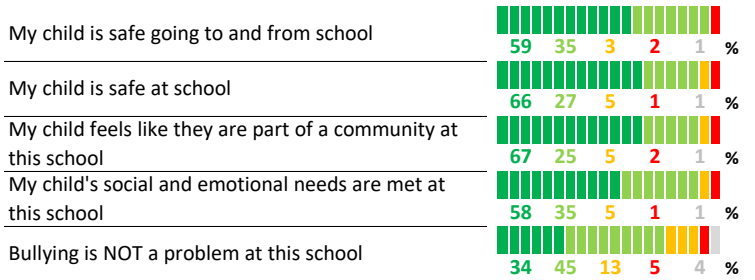 My child is safe going to and from school
59 35 3 2 1 %
My child is safe at school
66 27 5 1 1 %
My child feels like they are part of a community at
this school
67 25 5 2 1 %
My child's social and emotional needs are met at
this school
58 35 5 1 1 %
Bullying is NOT a problem at this school
34 45 13 5 4 %